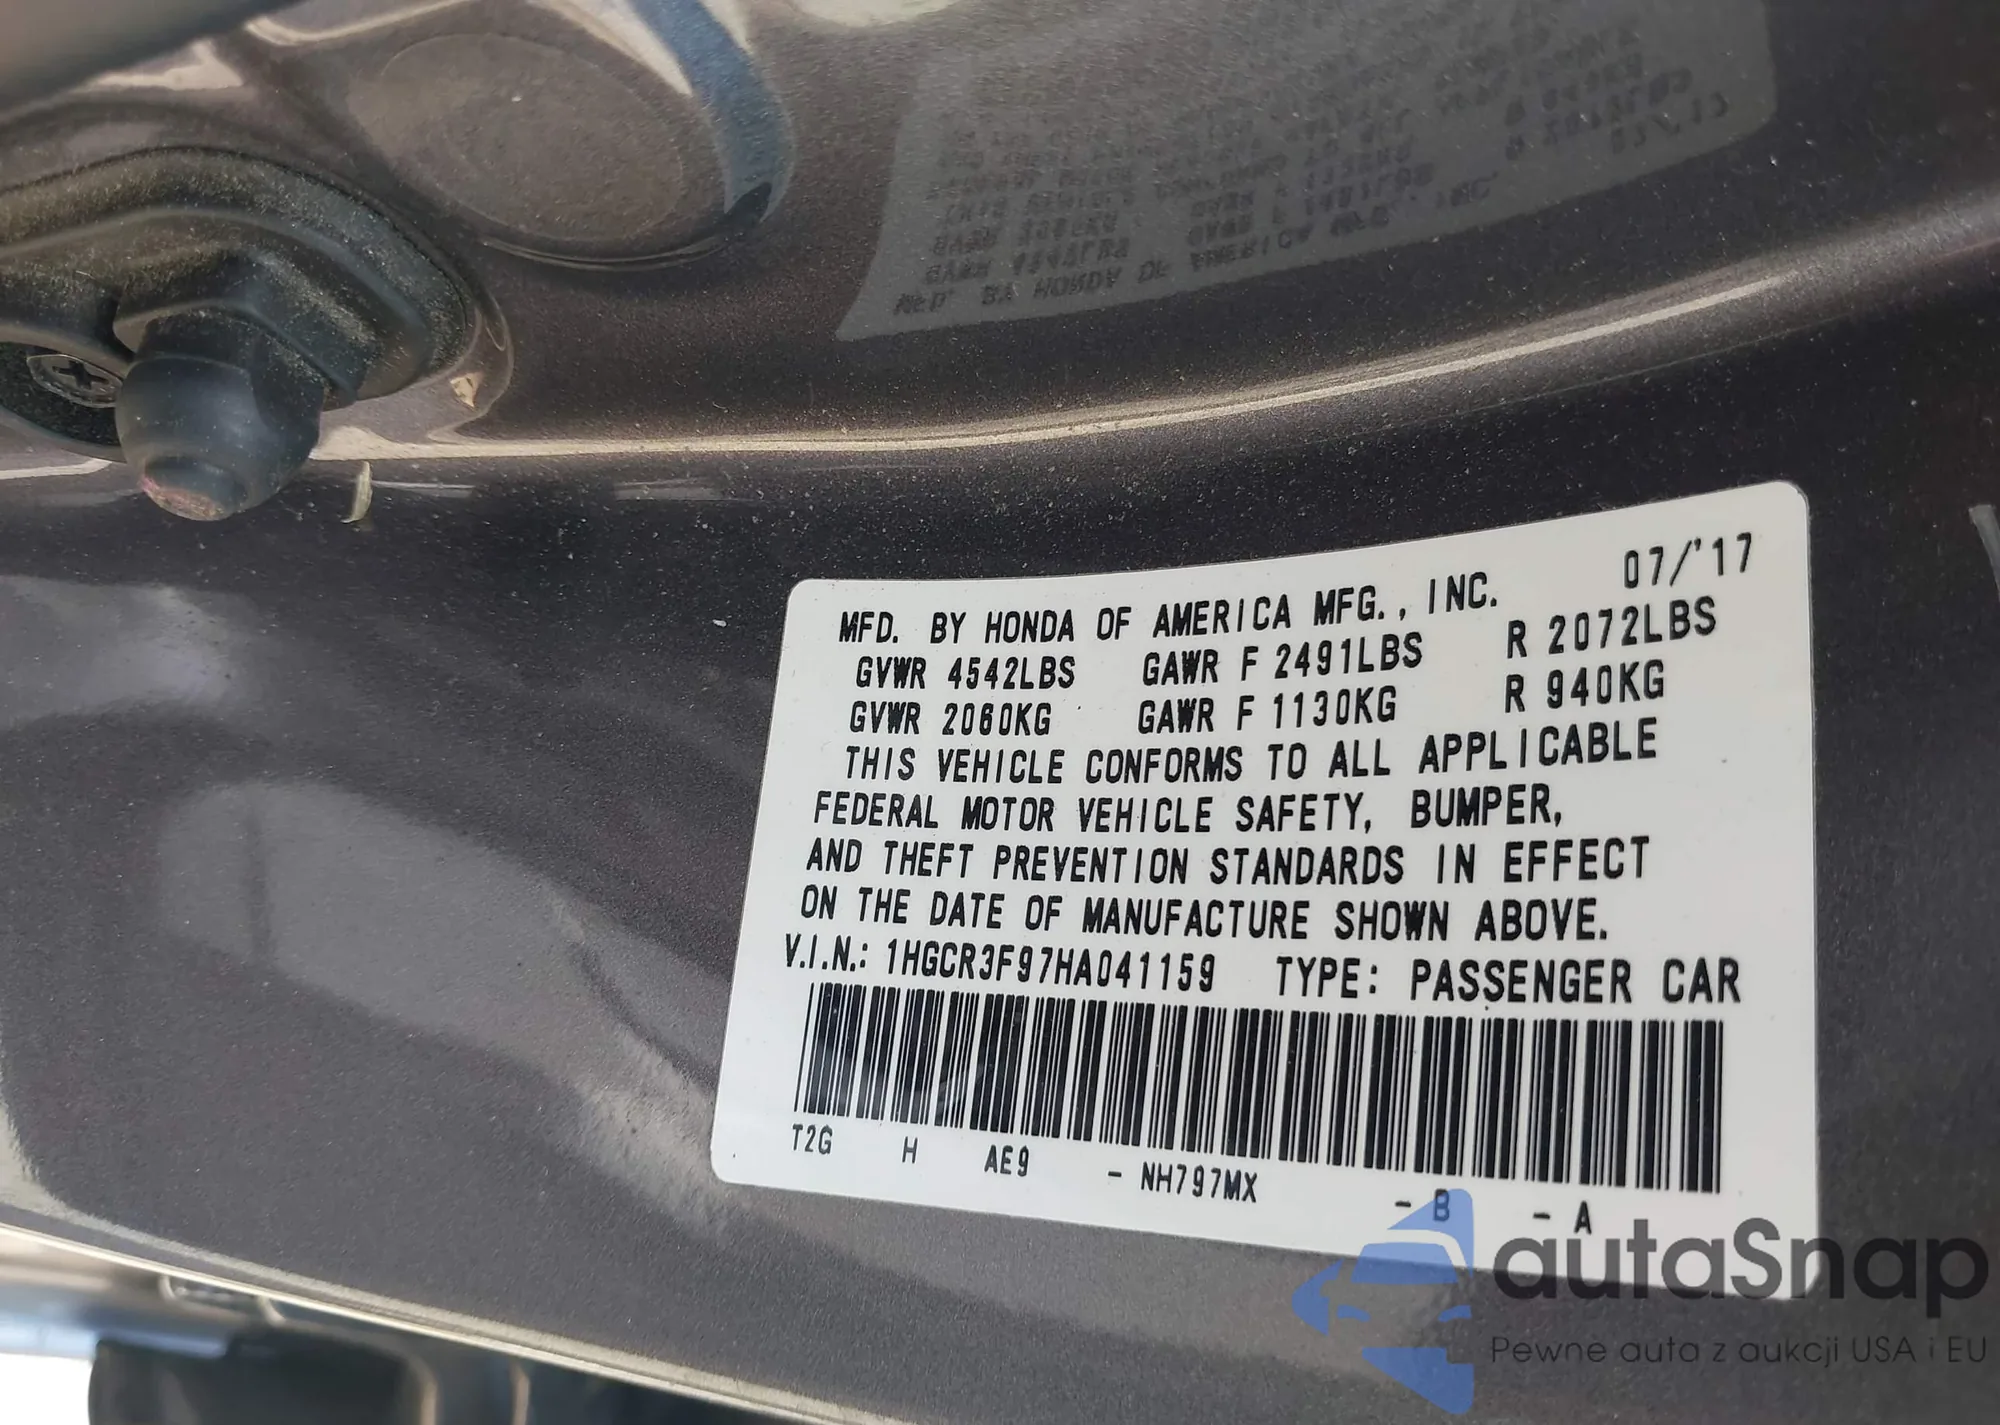 07/'17
MFD. BY HONDA OF AMERICA MFG., INC.
GVWR 4542LBS GAWR F 2491LBS R 2072LBS
GVWR 2060KG GAWR F 1130KG R 940KG
THIS VEHICLE CONFORMS TO ALL APPLICABLE
FEDERAL MOTOR VEHICLE SAFETY, BUMPER,
AND THEFT PREVENTION STANDARDS IN EFFECT
ON THE DATE OF MANUFACTURE SHOWN ABOVE.
V.I.N.: 1HGCR3F97HA041159 TYPE: PASSENGER CAR
T2G H AE9 - NH797MX - B - A
autaSnap
Pewne auta z aukcji USA i EU